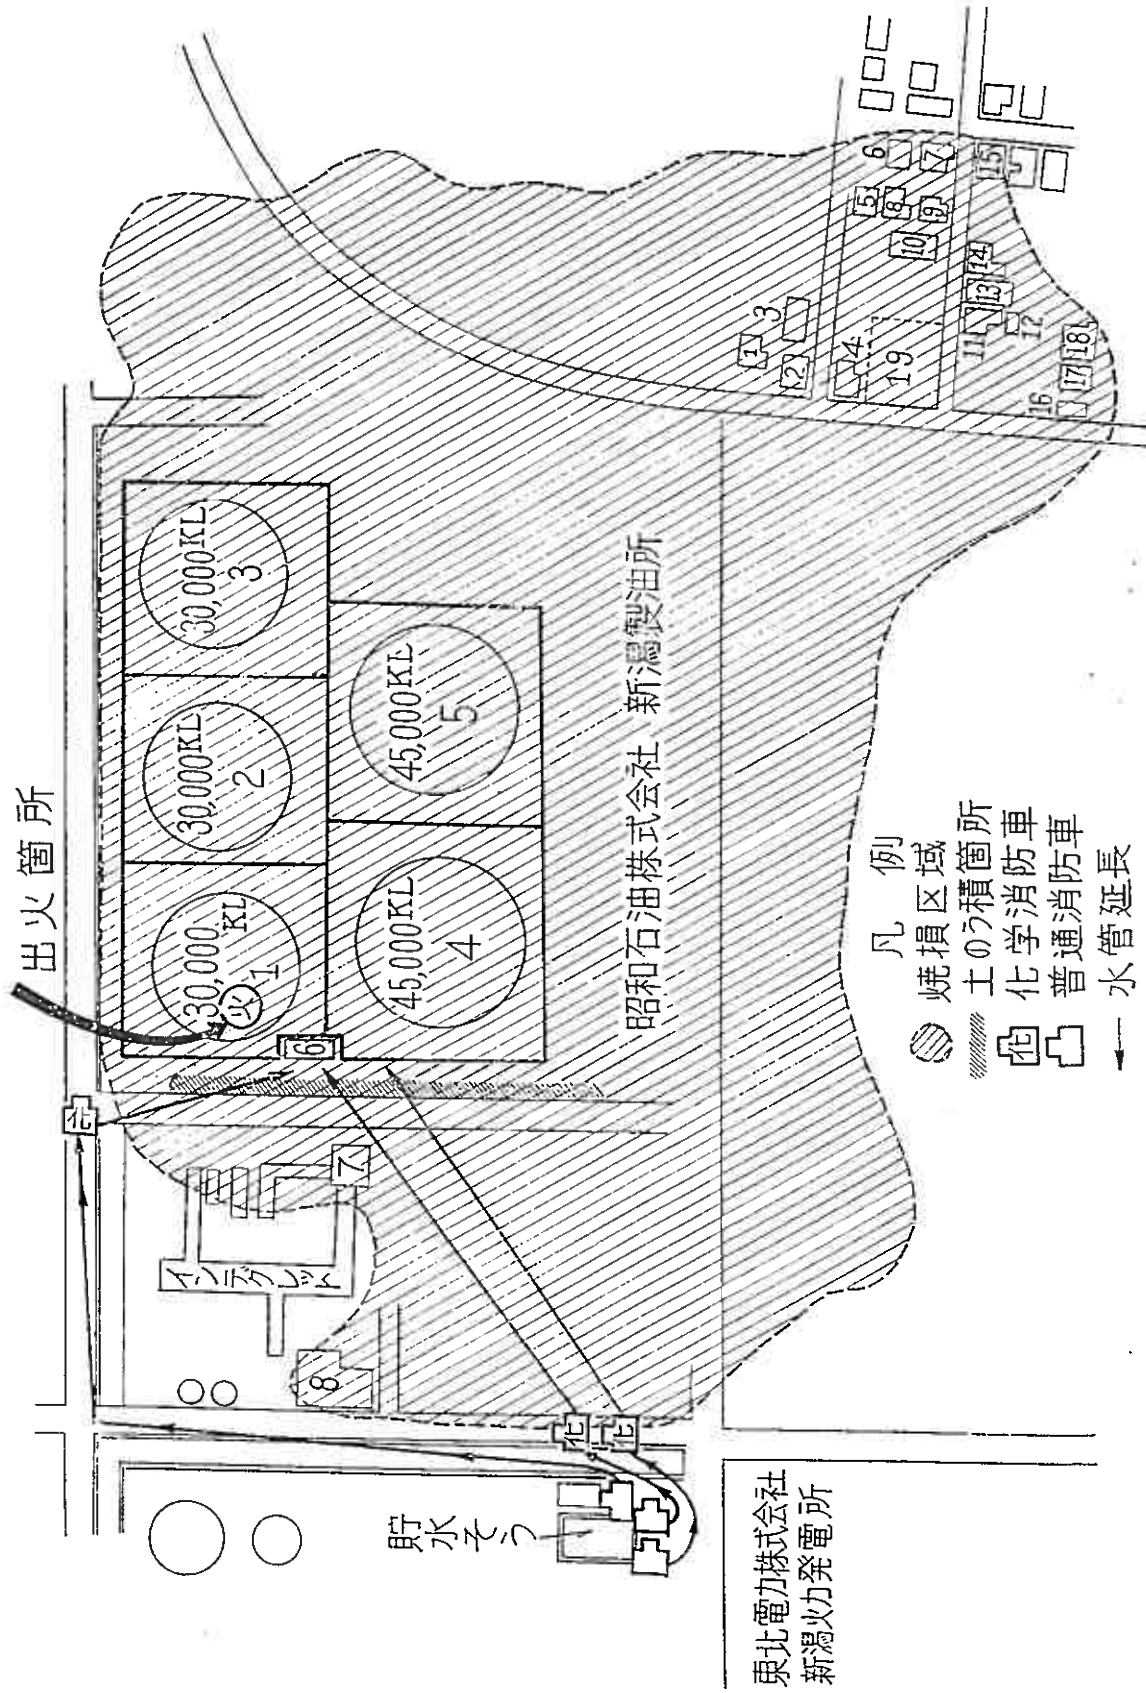 出火箇所
30,000KL
1
火
30,000KL
2
30,000KL
3
45,000KL
4
45,000KL
5
6
化
7
インテグレット
8
化
化
貯水そう
昭和石油株式会社 新潟製油所
東北電力株式会社
新潟火力発電所
1
2
3
4
5
6
7
8
9
10
11
12
13
14
15
16
17
18
19
凡例
焼損区域
土のう積箇所
化 化学消防車
普通消防車
水管延長